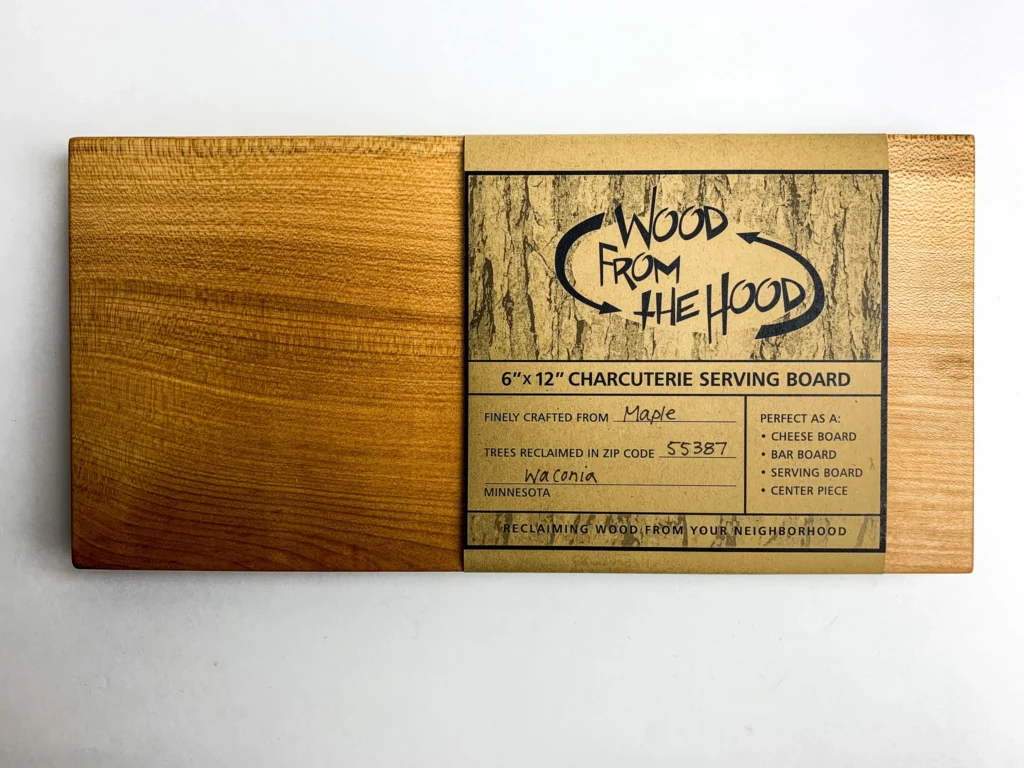 WOOD
FROM
THE HOOD
6" x 12" CHARCUTERIE SERVING BOARD
FINELY CRAFTED FROM Maple
TREES RECLAIMED IN ZIP CODE 55387
Waconia
MINNESOTA
PERFECT AS A:
• CHEESE BOARD
• BAR BOARD
• SERVING BOARD
• CENTER PIECE
RECLAIMING WOOD FROM YOUR NEIGHBORHOOD